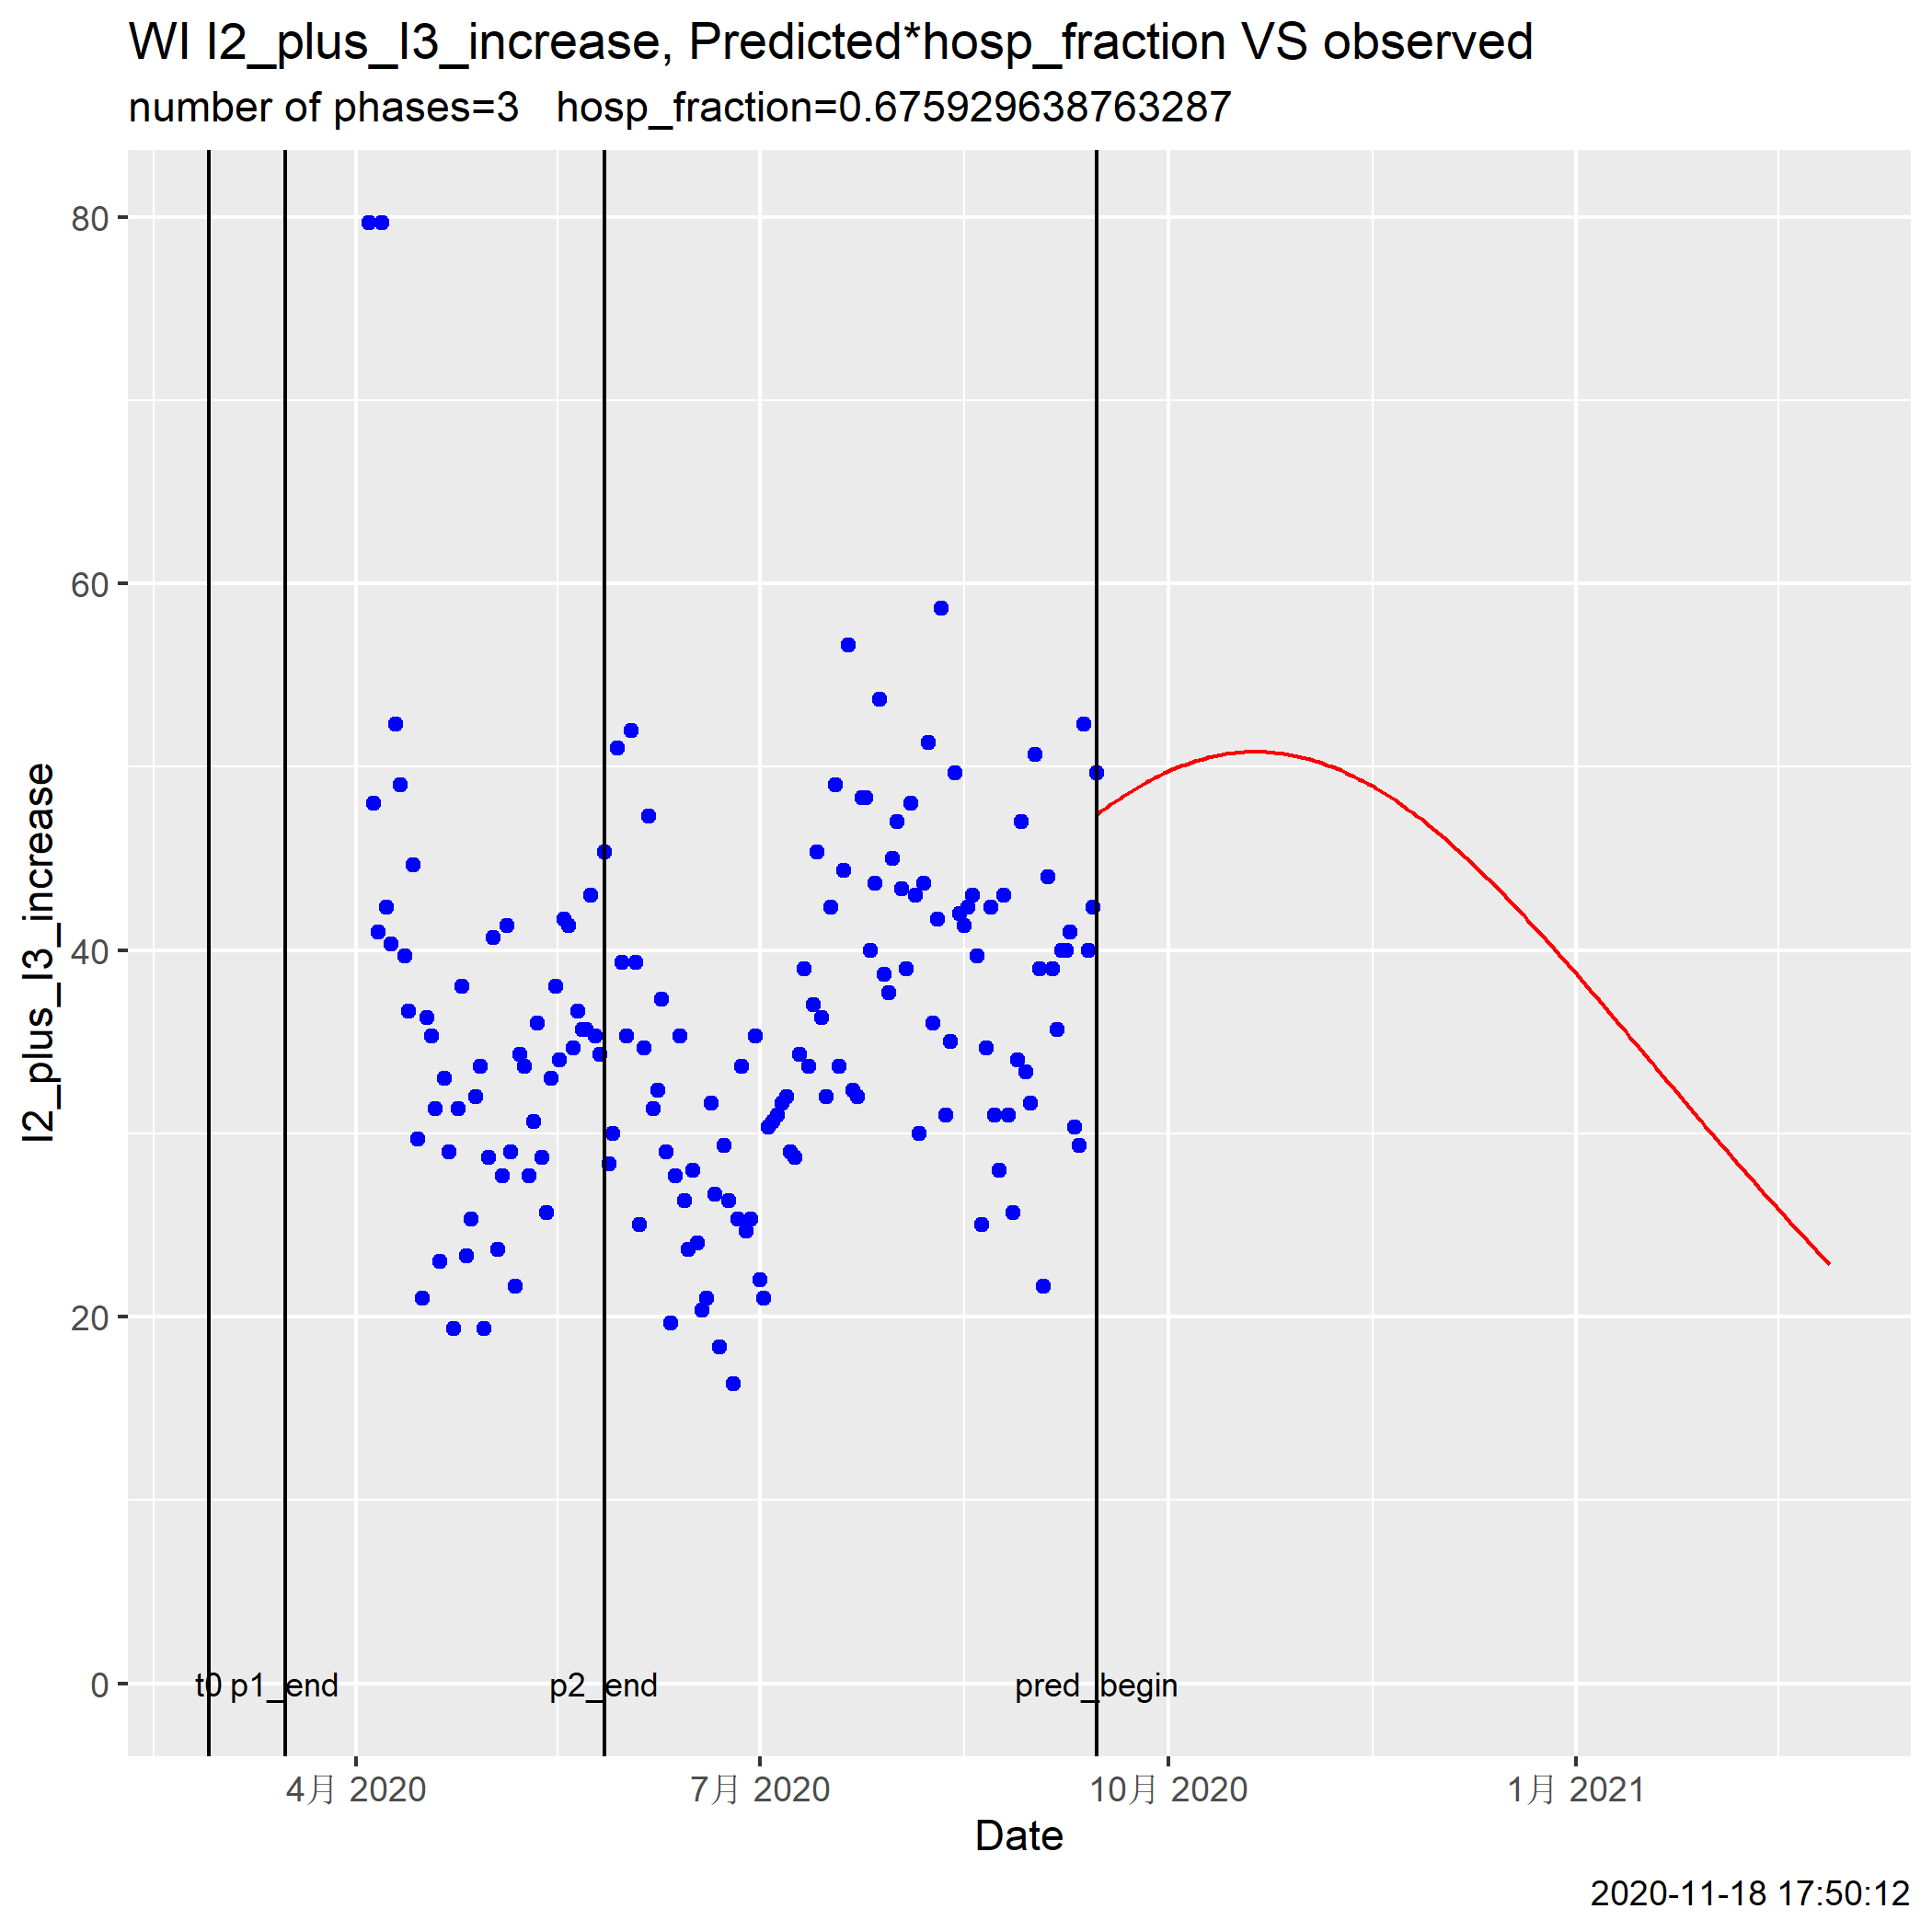 WI I2_plus_I3_increase, Predicted*hosp_fraction VS observed
number of phases=3   hosp_fraction=0.675929638763287
I2_plus_I3_increase
80
60
40
20
0
t0 p1_end p2_end pred_begin
4月 2020 7月 2020 10月 2020 1月 2021
Date
2020-11-18 17:50:12